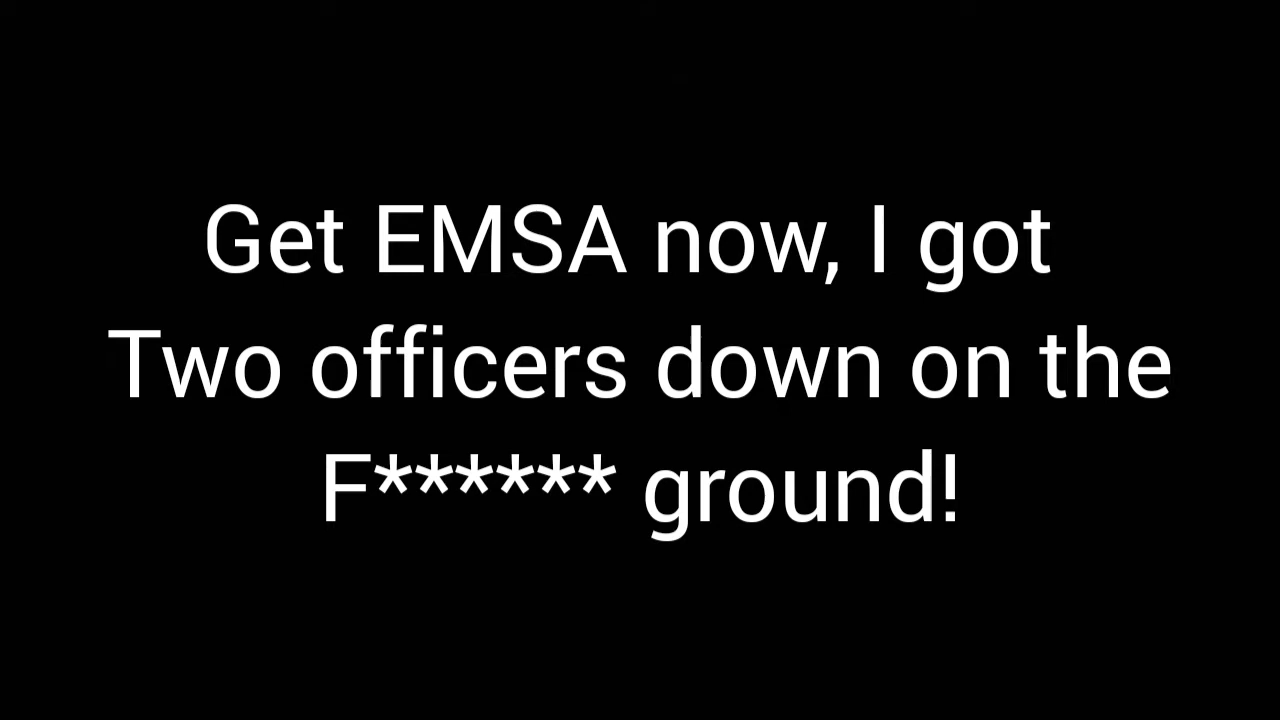 Get EMSA now, I got
Two officers down on the
F****** ground!